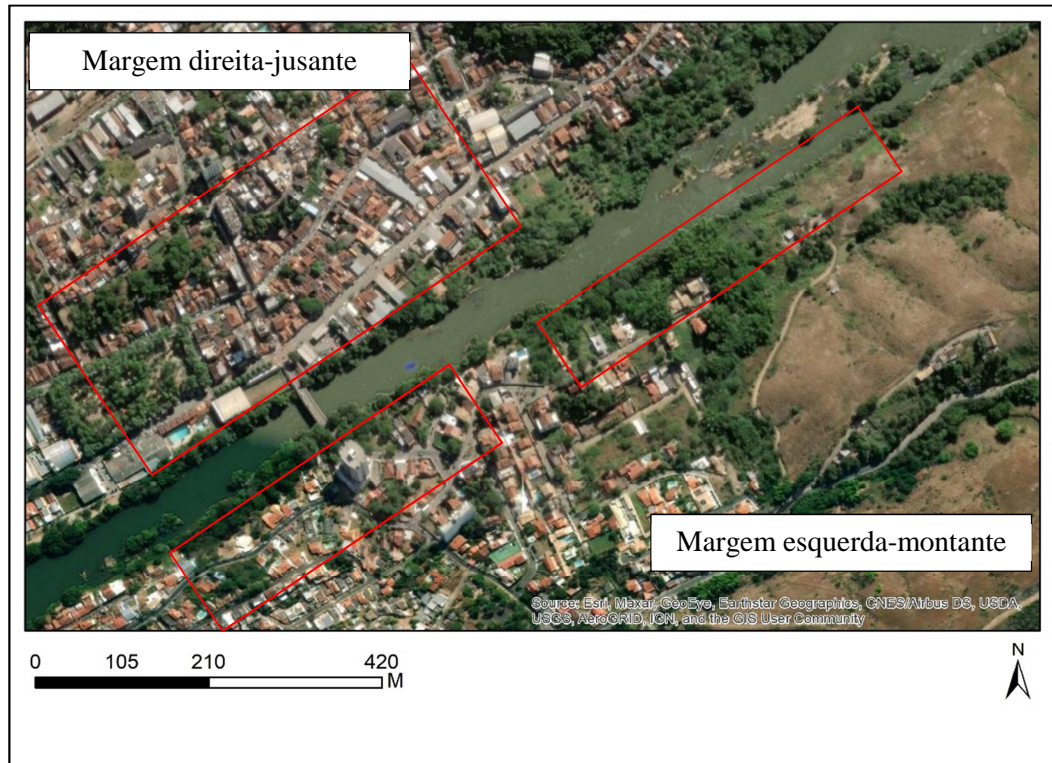 Margem direita-jusante
Margem esquerda-montante
Source: Esri, Maxar, GeoEye, Earthstar Geographics, CNES/Airbus DS, USDA,
USGS, AeroGRID, IGN, and the GIS User Community
0 105 210 420
M
N